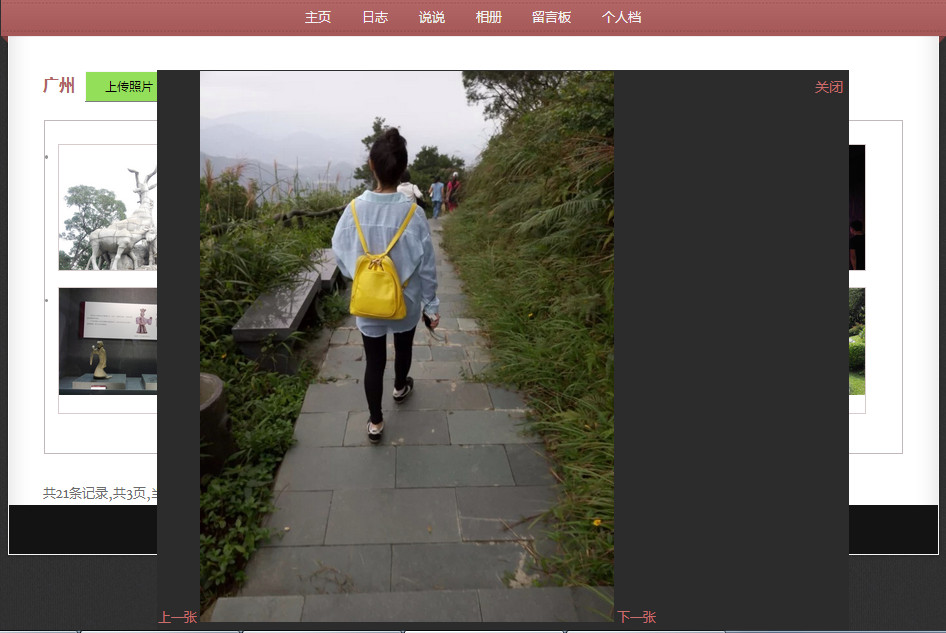 主页 日志 说说 相册 留言板 个人档
广州 上传照片
关闭
共21条记录,共3页,
上一张 下一张